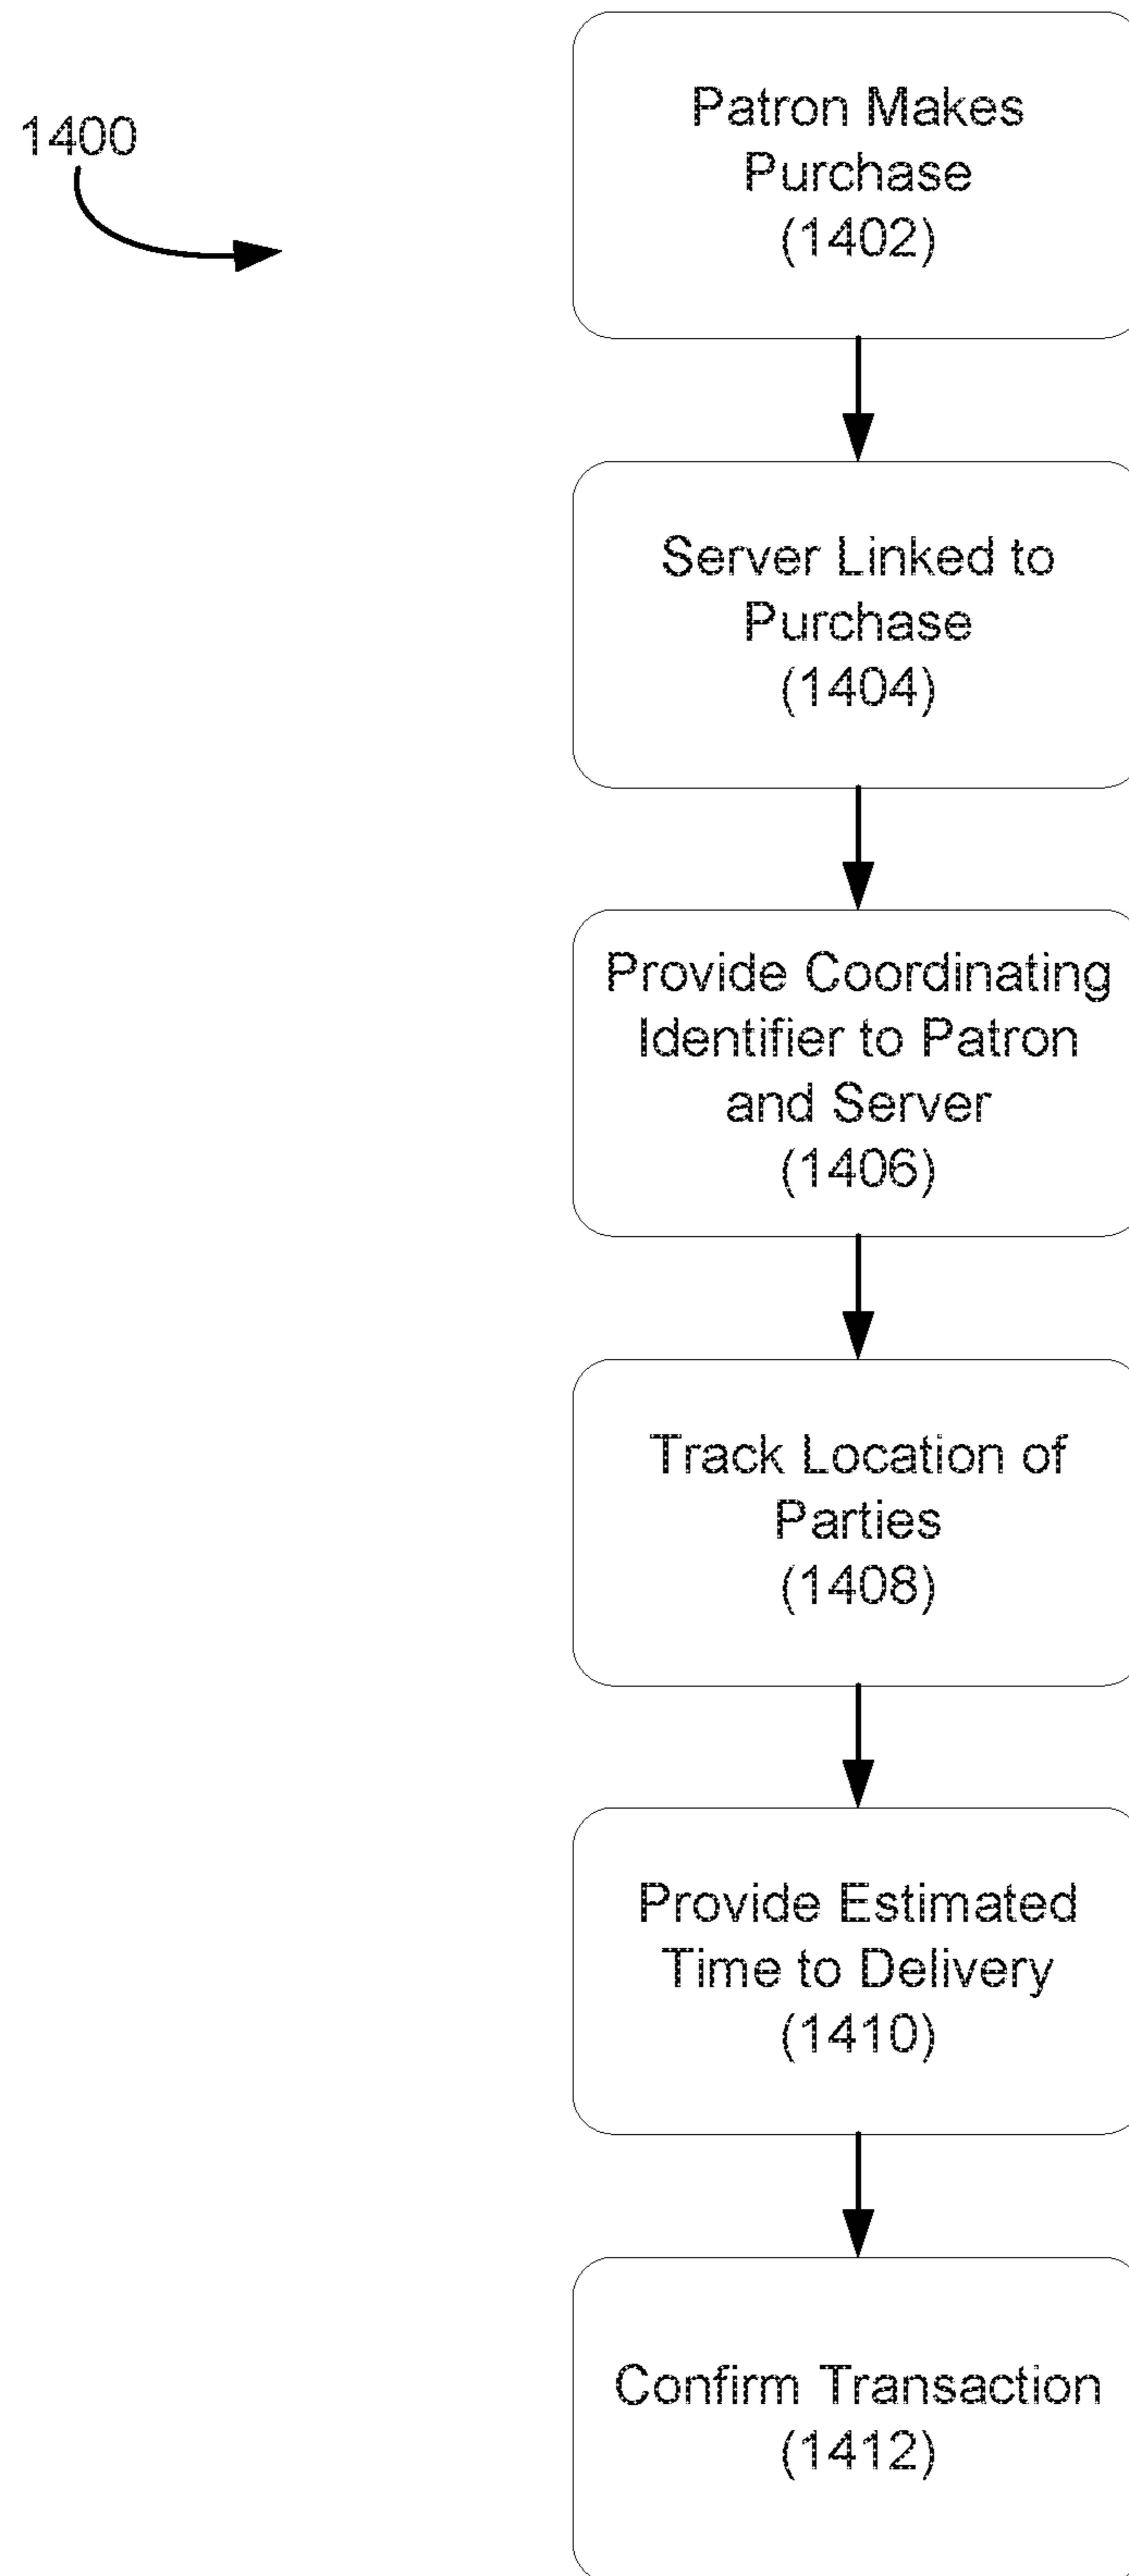 1400
Patron Makes
Purchase
(1402)
Server Linked to
Purchase
(1404)
Provide Coordinating
Identifier to Patron
and Server
(1406)
Track Location of
Parties
(1408)
Provide Estimated
Time to Delivery
(1410)
Confirm Transaction
(1412)